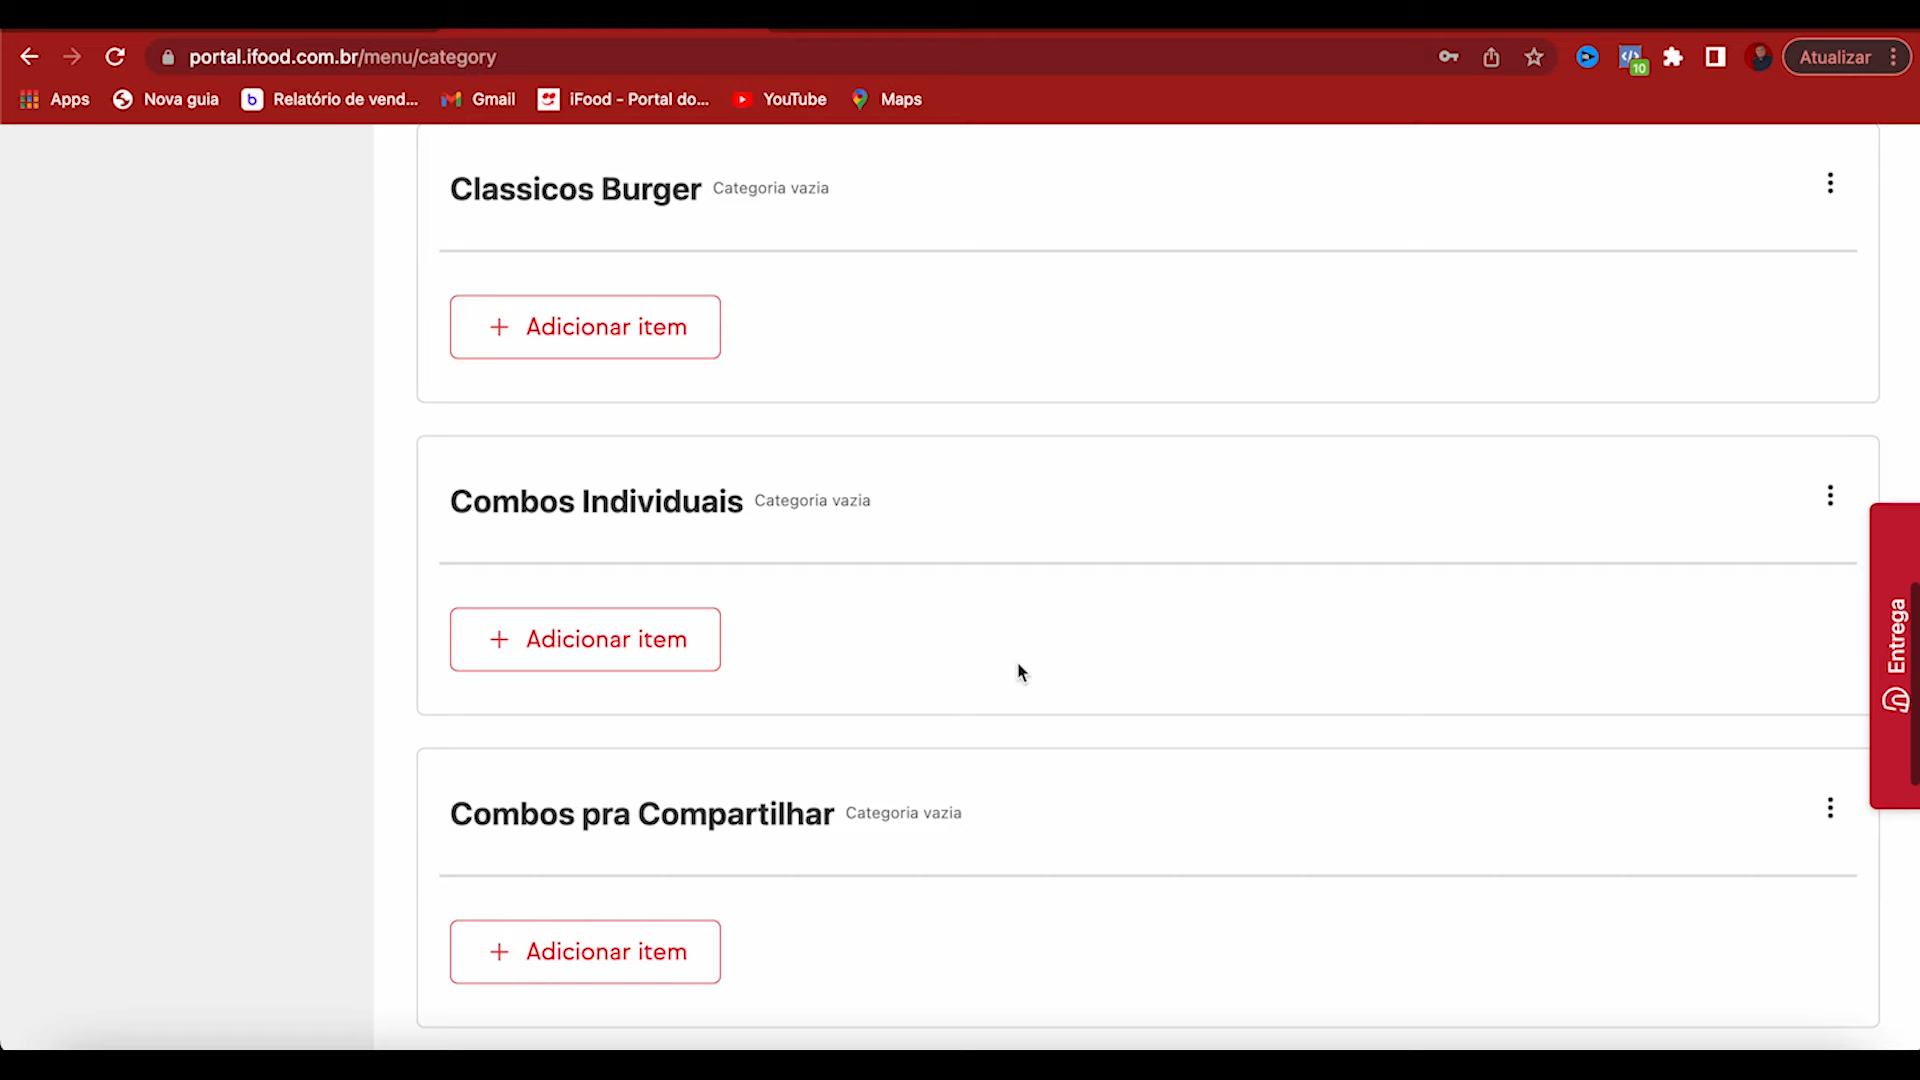 portal.ifood.com.br/menu/category
10
Atualizar
Apps
Nova guia
b
Relatório de vend...
Gmail
iFood - Portal do...
YouTube
Maps
Classicos Burger Categoria vazia
+ Adicionar item
Combos Individuais Categoria vazia
+ Adicionar item
Entrega
Combos pra Compartilhar Categoria vazia
+ Adicionar item